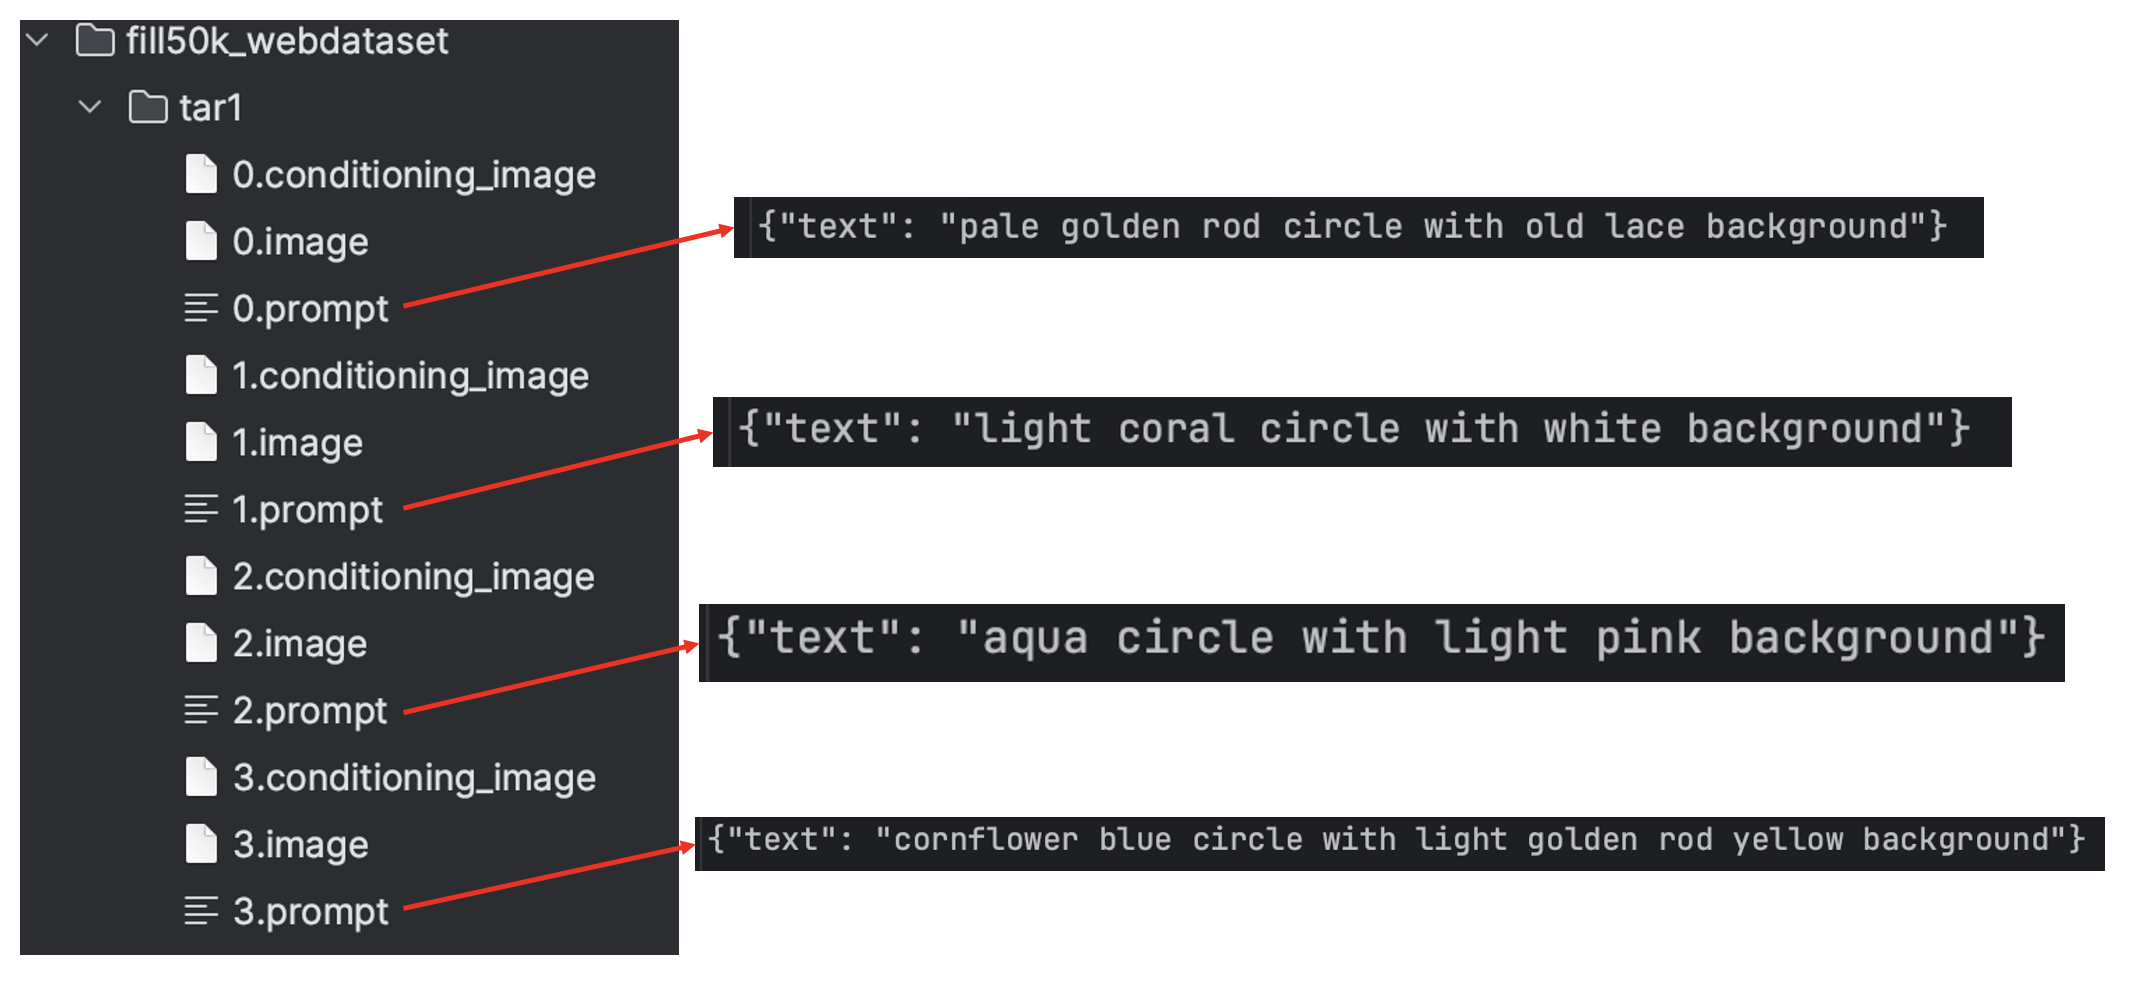 fill50k_webdataset
tar1
0.conditioning_image
0.image
0.prompt
{"text": "pale golden rod circle with old lace background"}
1.conditioning_image
1.image
1.prompt
{"text": "light coral circle with white background"}
2.conditioning_image
2.image
2.prompt
{"text": "aqua circle with light pink background"}
3.conditioning_image
3.image
3.prompt
{"text": "cornflower blue circle with light golden rod yellow background"}